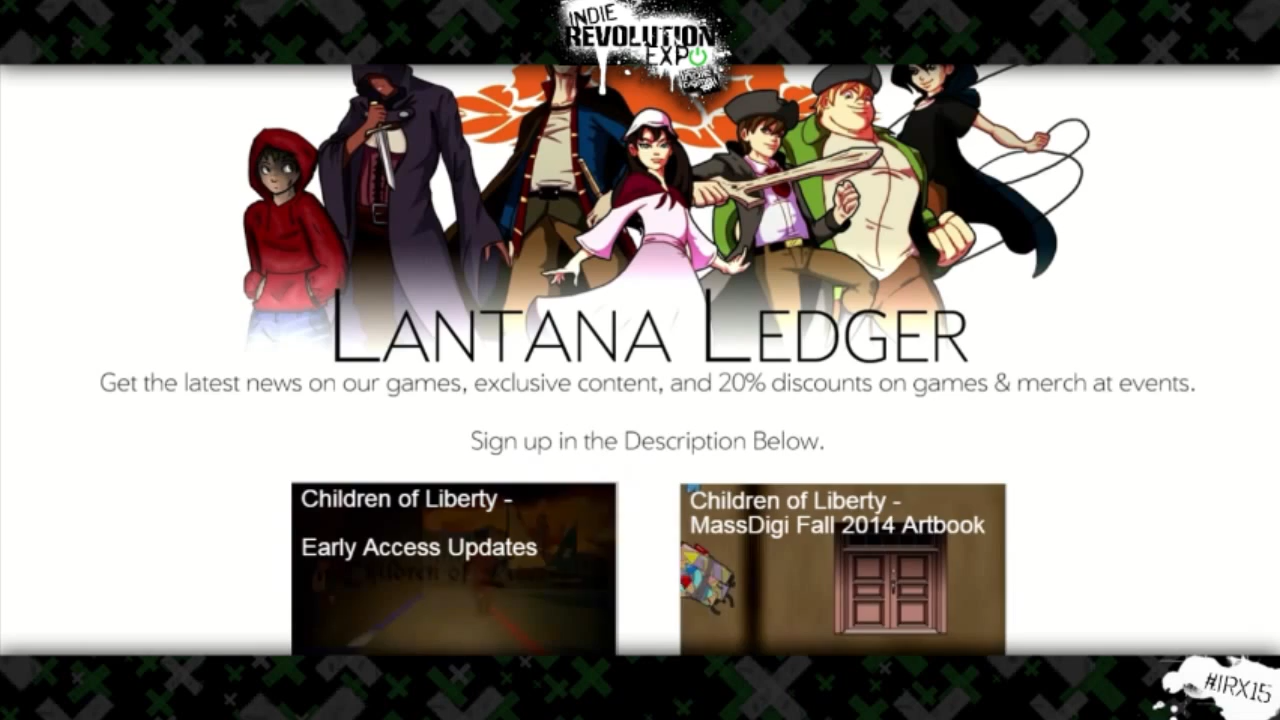 INDIE
REVOLUTION
EXPO
LANTANA LEDGER
Get the latest news on our games, exclusive content, and 20% discounts on games & merch at events.
Sign up in the Description Below.
Children of Liberty -
Early Access Updates
Children of Liberty -
MassDigi Fall 2014 Artbook
#IRX15